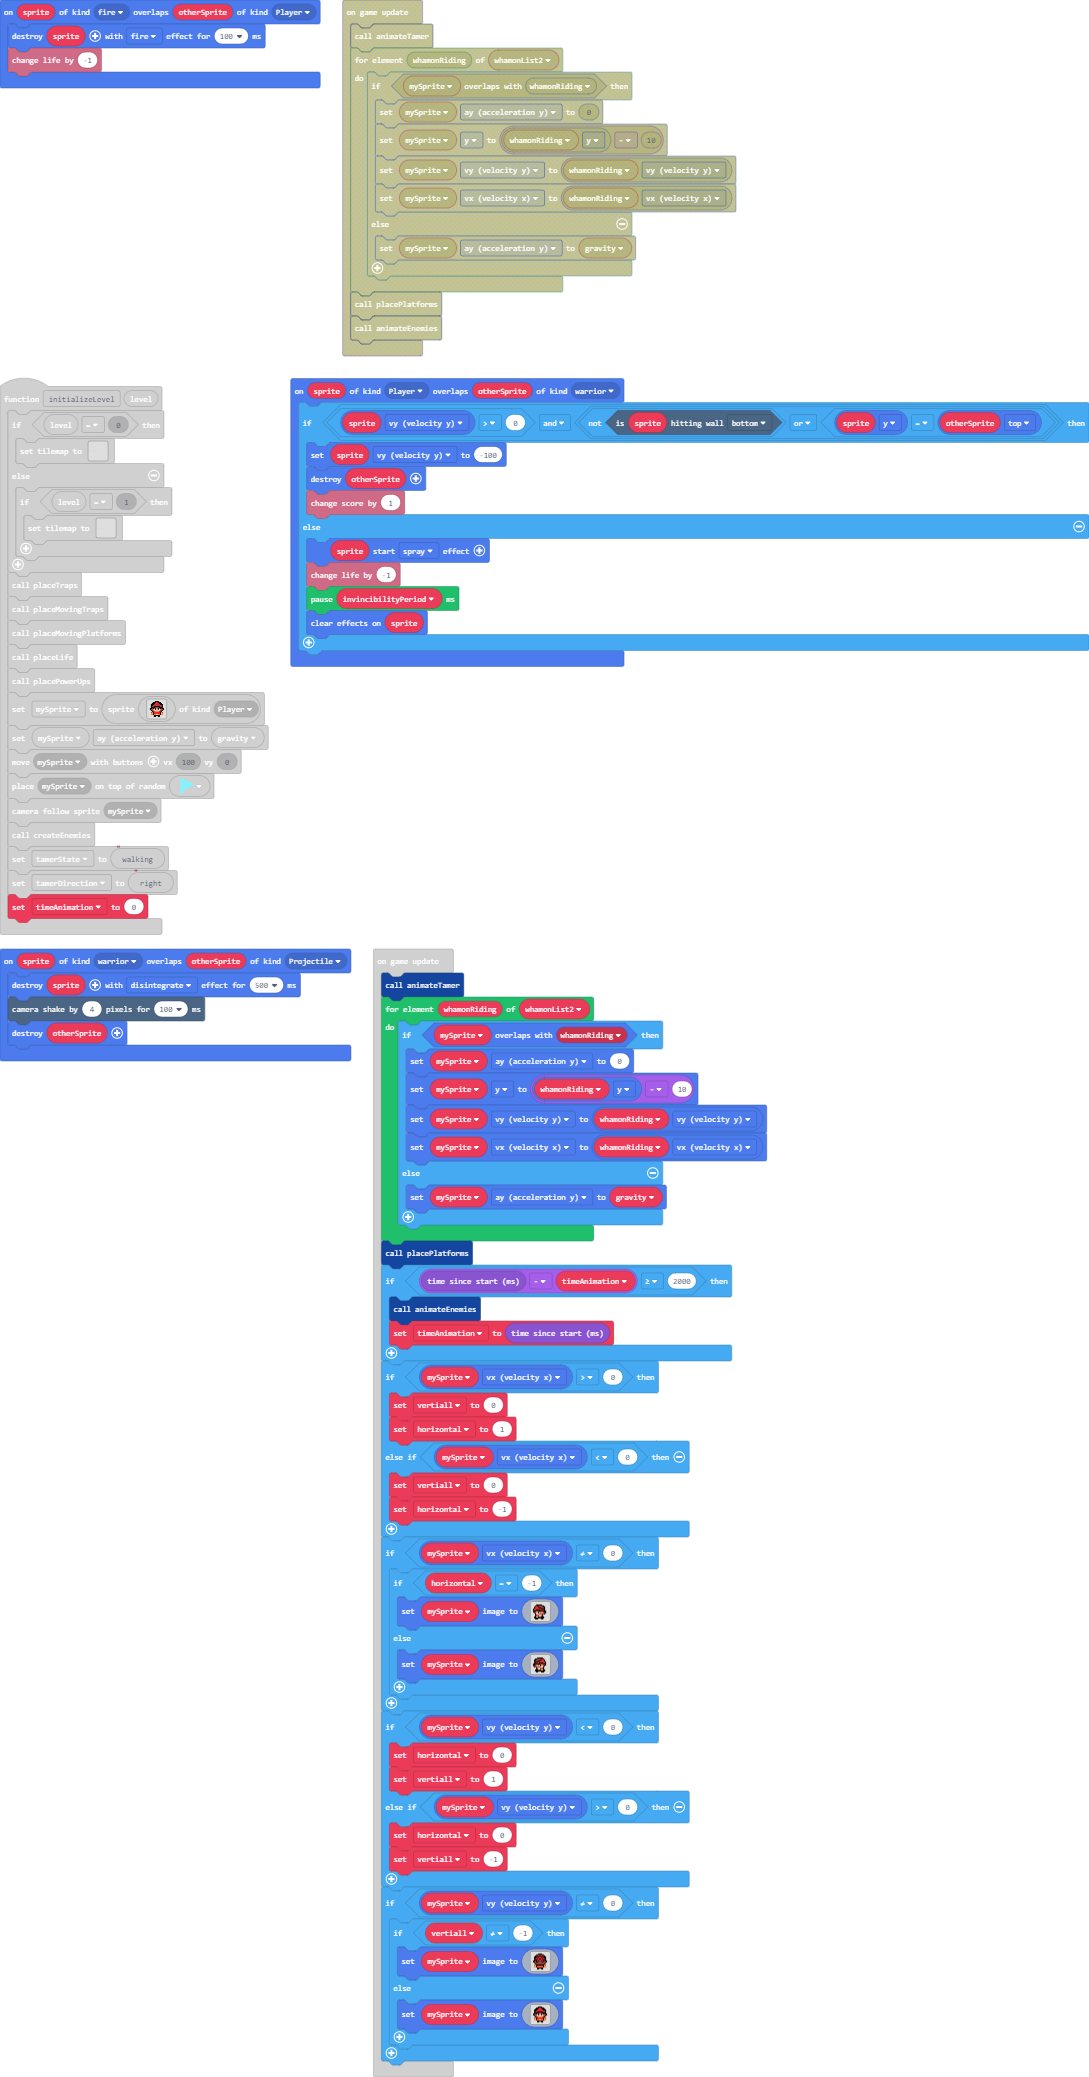 on sprite of kind fire overlaps otherSprite of kind Player
destroy sprite with fire effect for 100 ms
change life by -1
on game update
call animateTamer
for element whamonRiding of whamonList2
do
if mySprite overlaps with whamonRiding then
set mySprite ay (acceleration y) to 0
set mySprite y to whamonRiding y - 10
set mySprite vy (velocity y) to whamonRiding vy (velocity y)
set mySprite vx (velocity x) to whamonRiding vx (velocity x)
else
set mySprite ay (acceleration y) to gravity
call placePlatforms
call animateEnemies
function initializeLevel level
if level = 0 then
set tilemap to
else
if level = 1 then
set tilemap to
call placeTraps
call placeMovingTraps
call placeMovingPlatforms
call placeLife
call placePowerUps
set mySprite to sprite of kind Player
set mySprite ay (acceleration y) to gravity
move mySprite with buttons vx 100 vy 0
place mySprite on top of random
camera follow sprite mySprite
call createEnemies
set tamerState to " walking
set tamerDirection to " right
set timeAnimation to 0
on sprite of kind Player overlaps otherSprite of kind warrior
if sprite vy (velocity y) > 0 and not is sprite hitting wall bottom or sprite y = otherSprite top then
set sprite vy (velocity y) to -100
destroy otherSprite
change score by 1
else
sprite start spray effect
change life by -1
pause invincibilityPeriod ms
clear effects on sprite
on sprite of kind warrior overlaps otherSprite of kind Projectile
destroy sprite with disintegrate effect for 500 ms
camera shake by 4 pixels for 100 ms
destroy otherSprite
on game update
call animateTamer
for element whamonRiding of whamonList2
do
if mySprite overlaps with whamonRiding then
set mySprite ay (acceleration y) to 0
set mySprite y to whamonRiding y - 10
set mySprite vy (velocity y) to whamonRiding vy (velocity y)
set mySprite vx (velocity x) to whamonRiding vx (velocity x)
else
set mySprite ay (acceleration y) to gravity
call placePlatforms
if time since start (ms) - timeAnimation ≥ 2000 then
call animateEnemies
set timeAnimation to time since start (ms)
if mySprite vx (velocity x) > 0 then
set vertiall to 0
set horizontal to 1
else if mySprite vx (velocity x) < 0 then
set vertiall to 0
set horizontal to -1
if mySprite vx (velocity x) ≠ 0 then
if horizontal = -1 then
set mySprite image to
else
set mySprite image to
if mySprite vy (velocity y) < 0 then
set horizontal to 0
set vertiall to 1
else if mySprite vy (velocity y) > 0 then
set horizontal to 0
set vertiall to -1
if mySprite vy (velocity y) ≠ 0 then
if vertiall ≠ -1 then
set mySprite image to
else
set mySprite image to